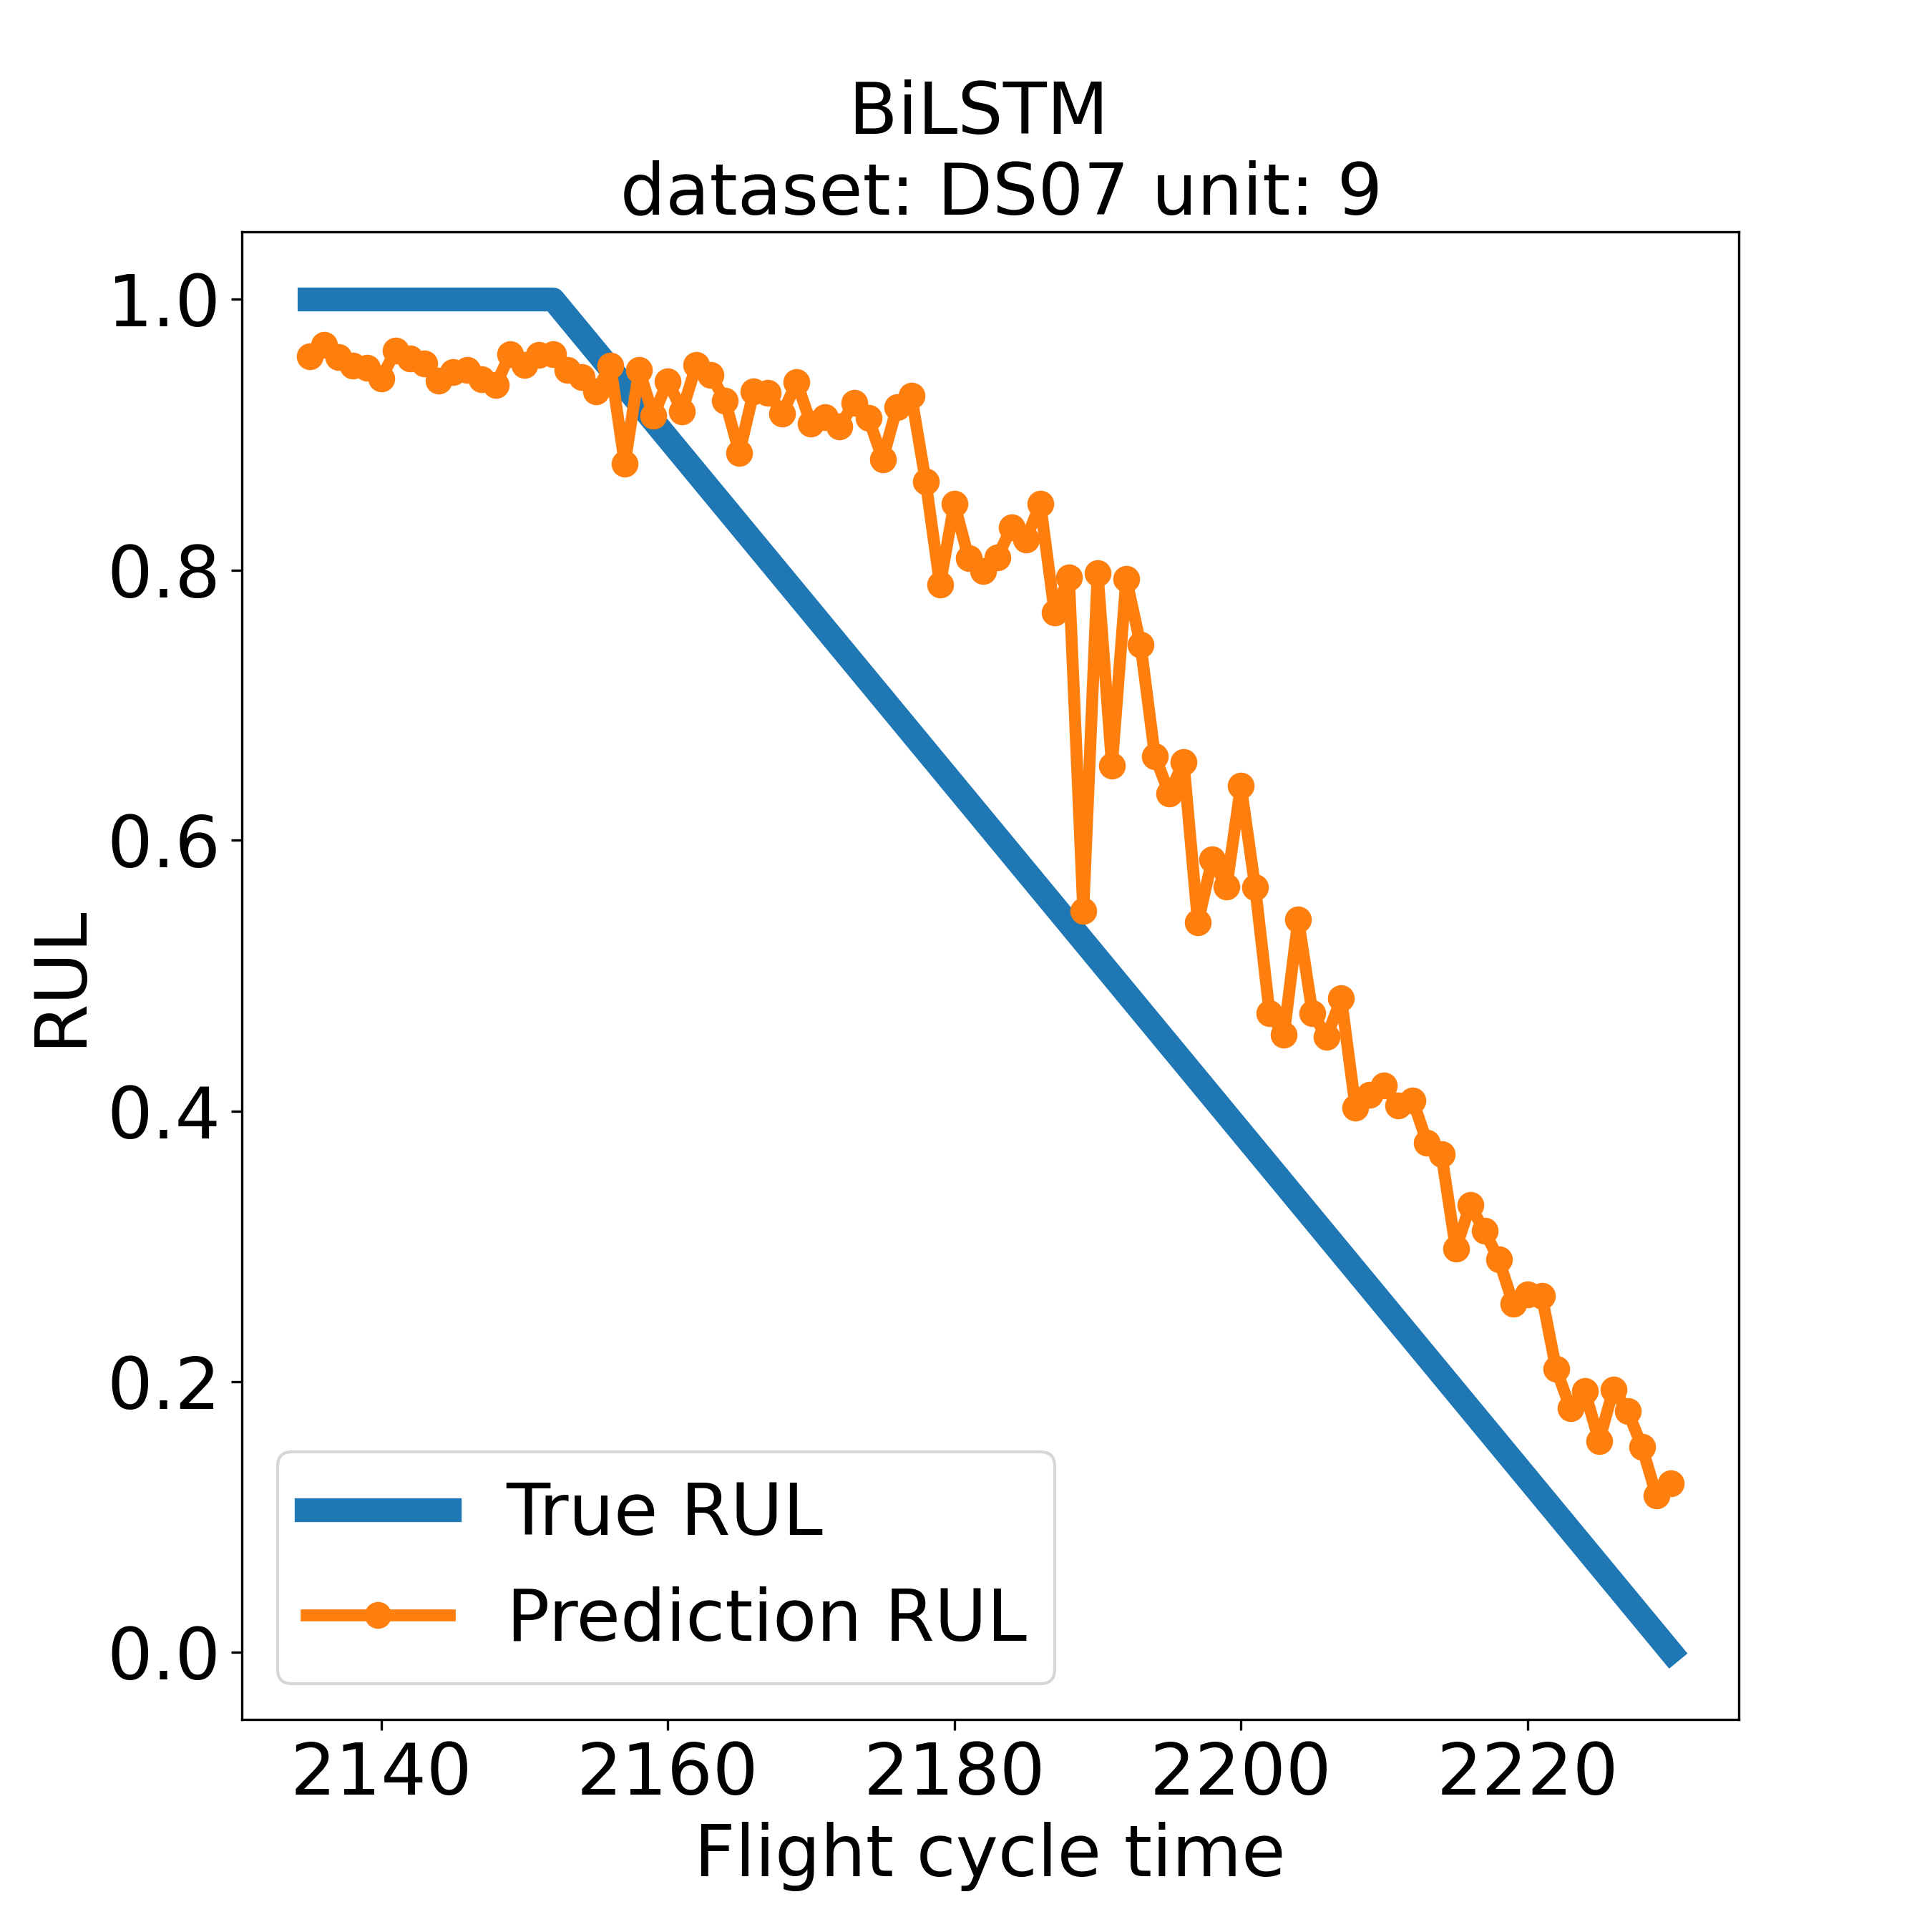 BiLSTM
dataset: DS07 unit: 9
1.0
0.8
0.6
0.4
0.2
0.0
RUL
True RUL
Prediction RUL
2140 2160 2180 2200 2220
Flight cycle time